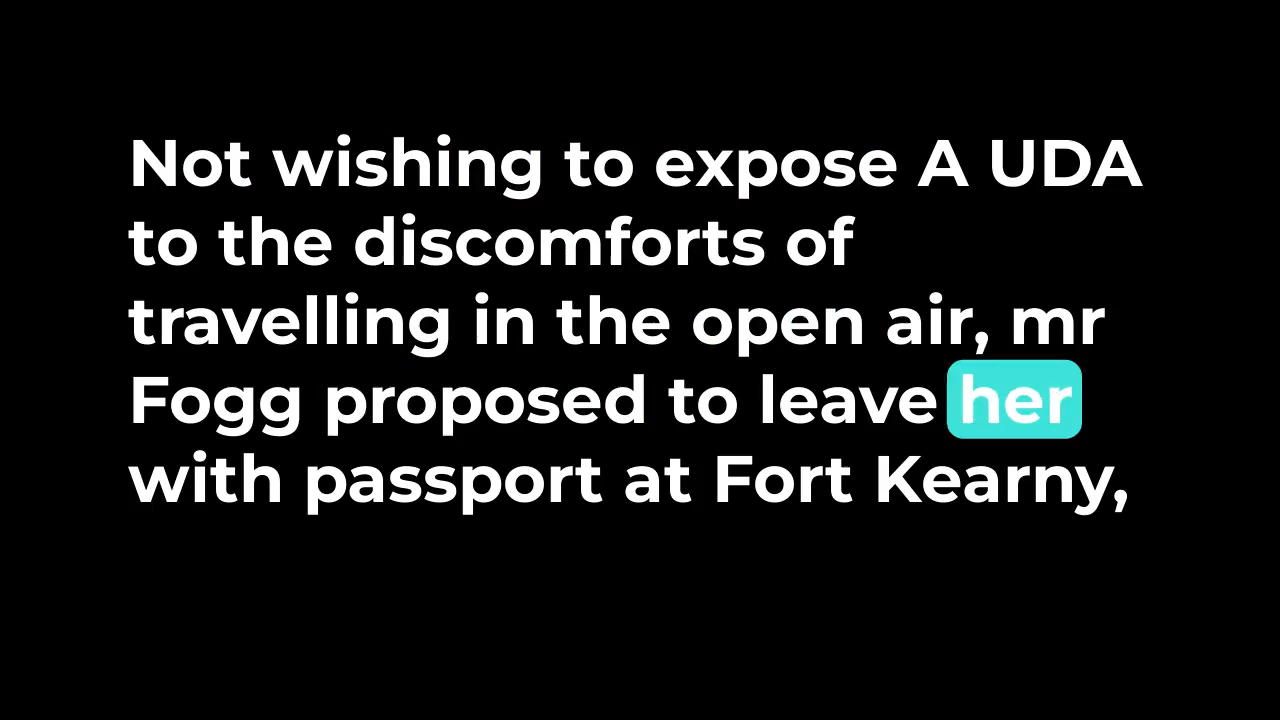 Not wishing to expose A UDA
to the discomforts of
travelling in the open air, mr
Fogg proposed to leave her
with passport at Fort Kearny,